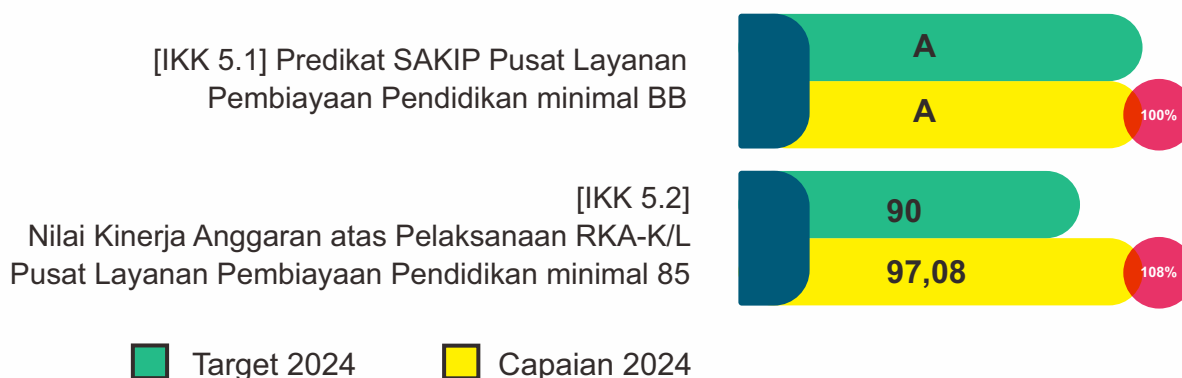 [IKK 5.1] Predikat SAKIP Pusat Layanan
Pembiayaan Pendidikan minimal BB
A
A
100%
[IKK 5.2]
Nilai Kinerja Anggaran atas Pelaksanaan RKA-K/L
Pusat Layanan Pembiayaan Pendidikan minimal 85
90
97,08
108%
Target 2024
Capaian 2024